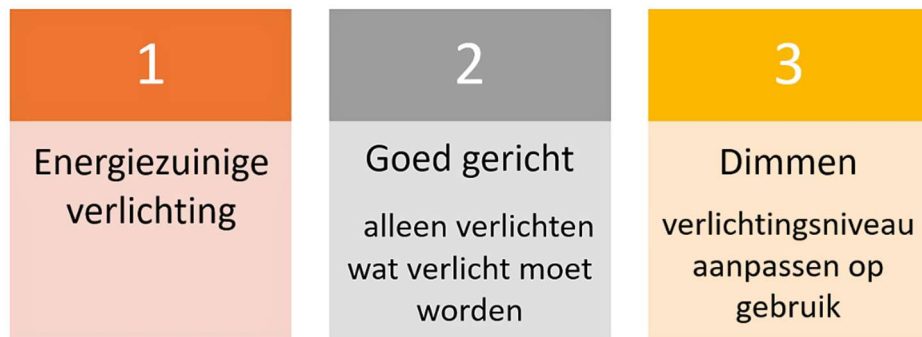 1
Energiezuinige
verlichting
2
Goed gericht
alleen verlichten
wat verlicht moet
worden
3
Dimmen
verlichtingsniveau
aanpassen op
gebruik